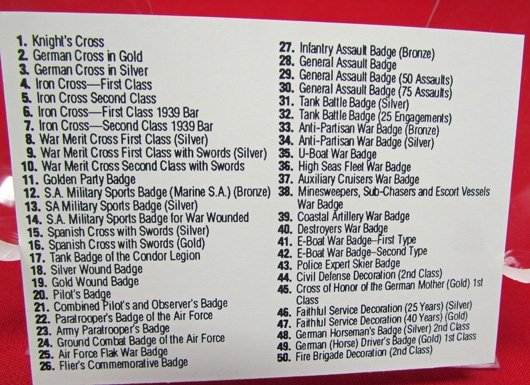 1. Knight's Cross
2. German Cross in Gold
3. German Cross in Silver
4. Iron Cross—First Class
5. Iron Cross Second Class
6. Iron Cross—First Class 1939 Bar
7. Iron Cross—Second Class 1939 Bar
8. War Merit Cross First Class (Silver)
9. War Merit Cross First Class with Swords (Silver)
10. War Merit Cross Second Class with Swords
11. Golden Party Badge
12. S.A. Military Sports Badge (Marine S.A.) (Bronze)
13. SA Military Sports Badge (Silver)
14. S.A. Military Sports Badge for War Wounded
15. Spanish Cross with Swords (Silver)
16. Spanish Cross with Swords (Gold)
17. Tank Badge of the Condor Legion
18. Silver Wound Badge
19. Gold Wound Badge
20. Pilot's Badge
21. Combined Pilot's and Observer's Badge
22. Paratrooper's Badge of the Air Force
23. Army Paratrooper's Badge
24. Ground Combat Badge of the Air Force
25. Air Force Flak War Badge
26. Flier's Commemorative Badge
27. Infantry Assault Badge (Bronze)
28. General Assault Badge
29. General Assault Badge (50 Assaults)
30. General Assault Badge (75 Assaults)
31. Tank Battle Badge (Silver)
32. Tank Battle Badge (25 Engagements)
33. Anti-Partisan War Badge (Bronze)
34. Anti-Partisan War Badge (Silver)
35. U-Boat War Badge
36. High Seas Fleet War Badge
37. Auxiliary Cruisers War Badge
38. Minesweepers, Sub-Chasers and Escort Vessels
War Badge
39. Coastal Artillery War Badge
40. Destroyers War Badge
41. E-Boat War Badge–First Type
42. E-Boat War Badge–Second Type
43. Police Expert Skier Badge
44. Civil Defense Decoration (2nd Class)
45. Cross of Honor of the German Mother (Gold) 1st
Class
46. Faithful Service Decoration (25 Years) (Silver)
47. Faithful Service Decoration (40 Years) (Gold)
48. German Horseman's Badge (Silver) 2nd Class
49. German (Horse) Driver's Badge (Gold) 1st Class
50. Fire Brigade Decoration (2nd Class)